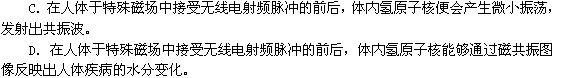 C. 在人体于特殊磁场中接受无线电射频脉冲的前后，体内氢原子核便会产生微小振荡，
发射出共振波。
D. 在人体于特殊磁场中接受无线电射频脉冲的前后，体内氢原子核能够通过磁共振图
像反映出人体疾病的水分变化。